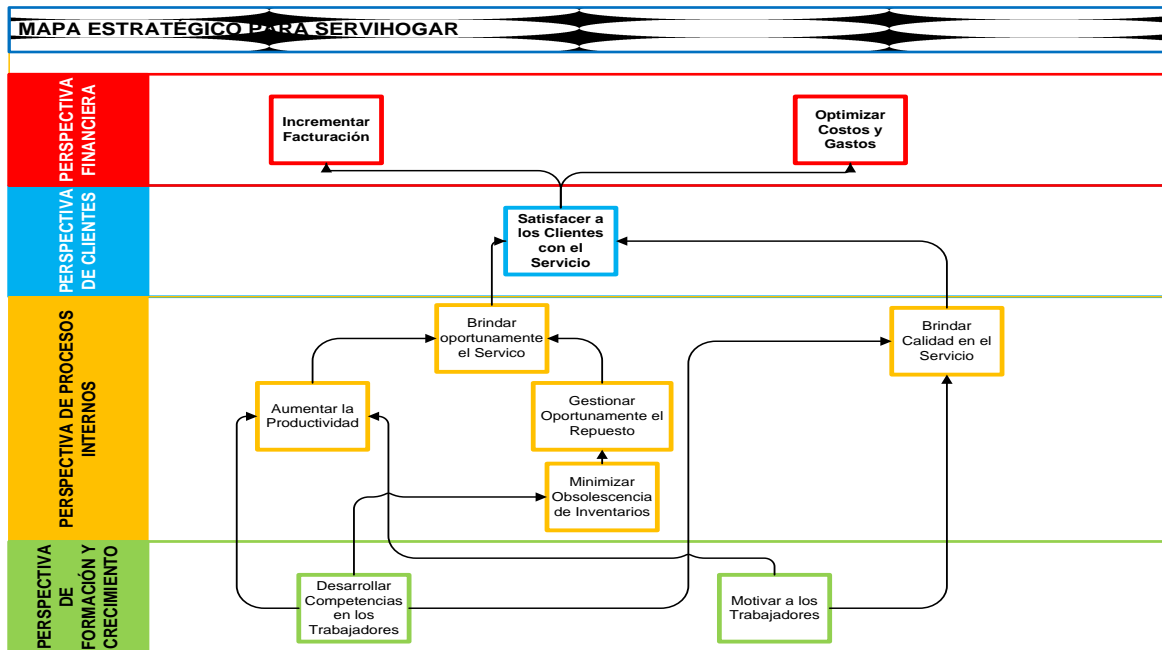 MAPA ESTRATÉGICO PARA SERVIHOGAR
PERSPECTIVA
FINANCIERA
Incrementar
Facturación
Optimizar
Costos y
Gastos
PERSPECTIVA
DE CLIENTES
Satisfacer a
los Clientes
con el
Servicio
PERSPECTIVA DE PROCESOS
INTERNOS
Brindar
oportunamente
el Servico
Brindar
Calidad en el
Servicio
Aumentar la
Productividad
Gestionar
Oportunamente el
Repuesto
Minimizar
Obsolescencia
de Inventarios
PERSPECTIVA
DE
FORMACIÓN Y
CRECIMIENTO
Desarrollar
Competencias
en los
Trabajadores
Motivar a los
Trabajadores